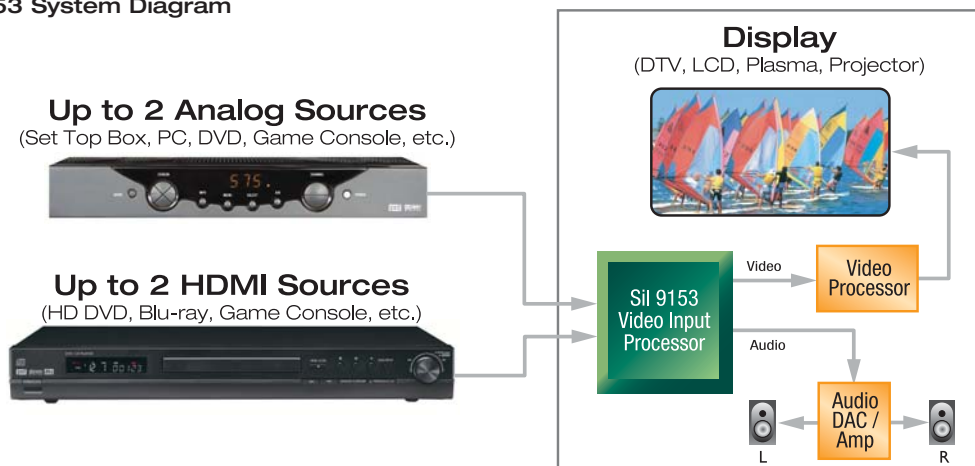 53 System Diagram
Up to 2 Analog Sources
(Set Top Box, PC, DVD, Game Console, etc.)
575.
Up to 2 HDMI Sources
(HD DVD, Blu-ray, Game Console, etc.)
Display
(DTV, LCD, Plasma, Projector)
SiI 9153
Video Input
Processor
Video
Video
Processor
Audio
Audio
DAC /
Amp
L
R